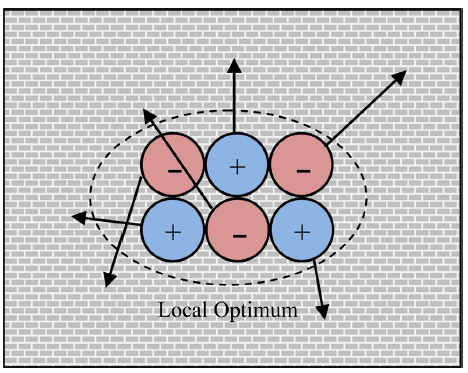 - + -
+ - +
Local Optimum